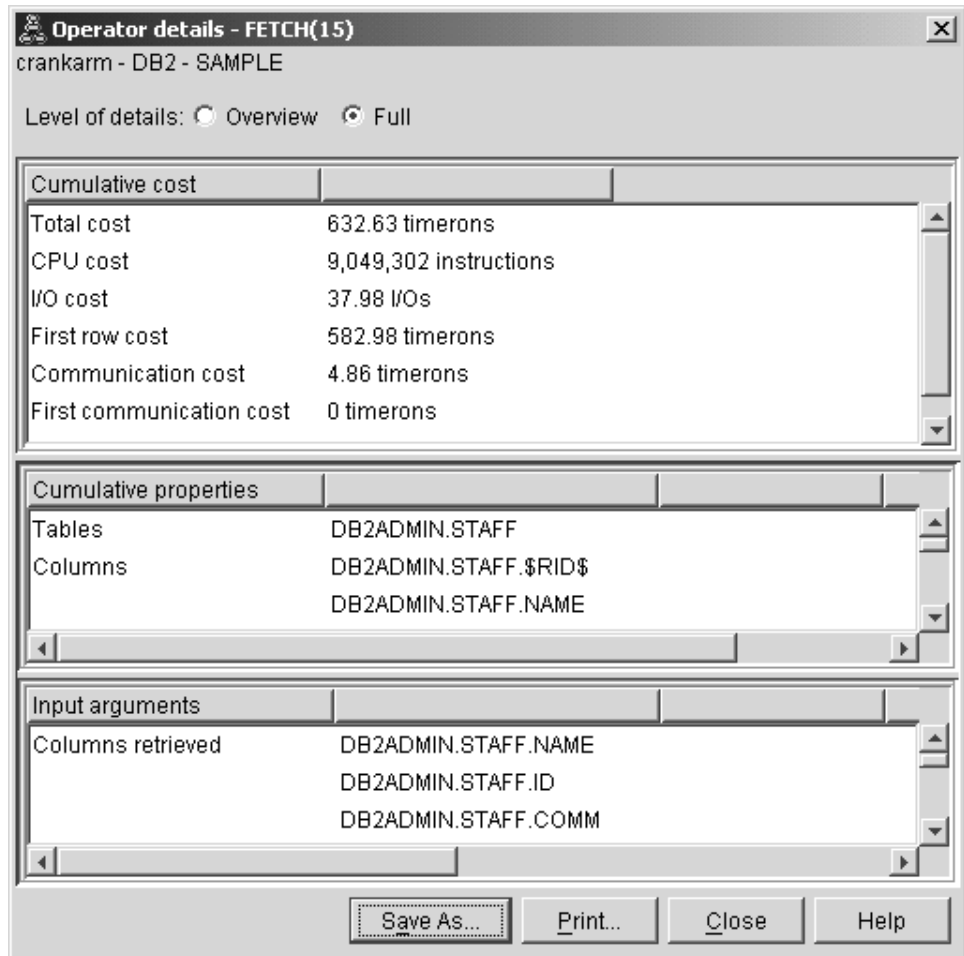 Operator details - FETCH(15)
crankarm - DB2 - SAMPLE
Level of details: Overview Full
Cumulative cost
Total cost 632.63 timerons
CPU cost 9,049,302 instructions
I/O cost 37.98 I/Os
First row cost 582.98 timerons
Communication cost 4.86 timerons
First communication cost 0 timerons
Cumulative properties
Tables DB2ADMIN.STAFF
Columns DB2ADMIN.STAFF.$RID$
DB2ADMIN.STAFF.NAME
Input arguments
Columns retrieved DB2ADMIN.STAFF.NAME
DB2ADMIN.STAFF.ID
DB2ADMIN.STAFF.COMM
Save As... Print... Close Help